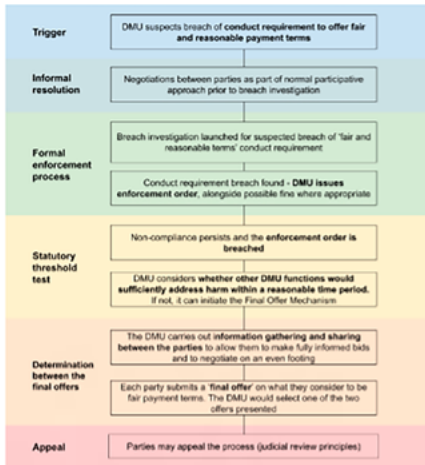 Trigger
DMU suspects breach of conduct requirement to offer fair
and reasonable payment terms
Informal
resolution
Negotiations between parties as part of normal participative
approach prior to breach investigation
Formal
enforcement
process
Breach investigation launched for suspected breach of 'fair and
reasonable terms' conduct requirement
Conduct requirement breach found - DMU issues
enforcement order, alongside possible fine where appropriate
Statutory
threshold
test
Non-compliance persists and the enforcement order is
breached
DMU considers whether other DMU functions would
sufficiently address harm within a reasonable time period.
If not, it can initiate the Final Offer Mechanism
Determination
between the
final offers
The DMU carries out information gathering and sharing
between the parties to allow them to make fully informed bids
and to negotiate on an even footing
Each party submits a 'final offer' on what they consider to be
fair payment terms. The DMU would select one of the two
offers presented
Appeal
Parties may appeal the process (judicial review principles)